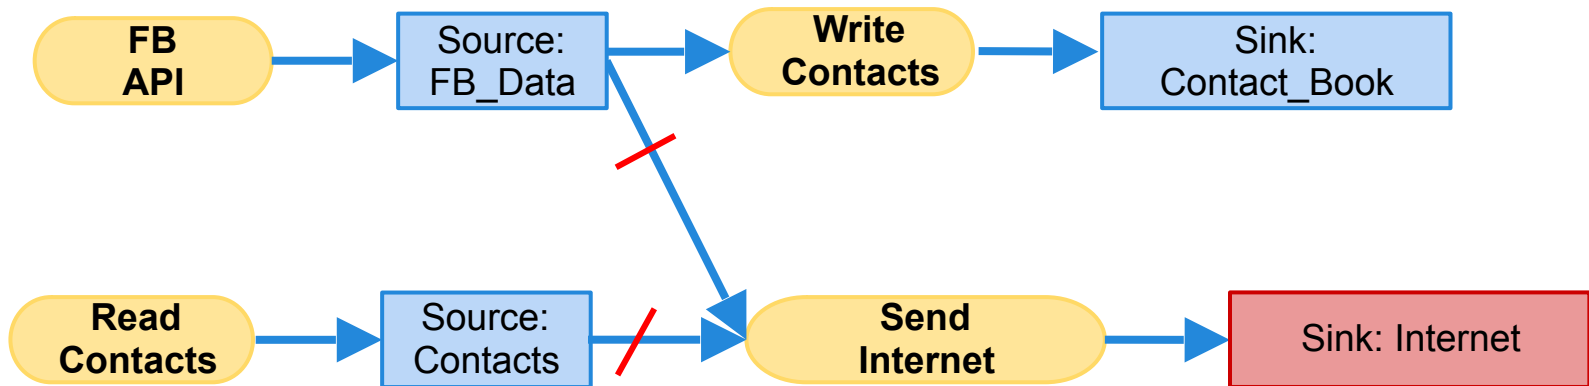 FB
API
Source:
FB_Data
Write
Contacts
Sink:
Contact_Book
Read
Contacts
Source:
Contacts
Send
Internet
Sink: Internet